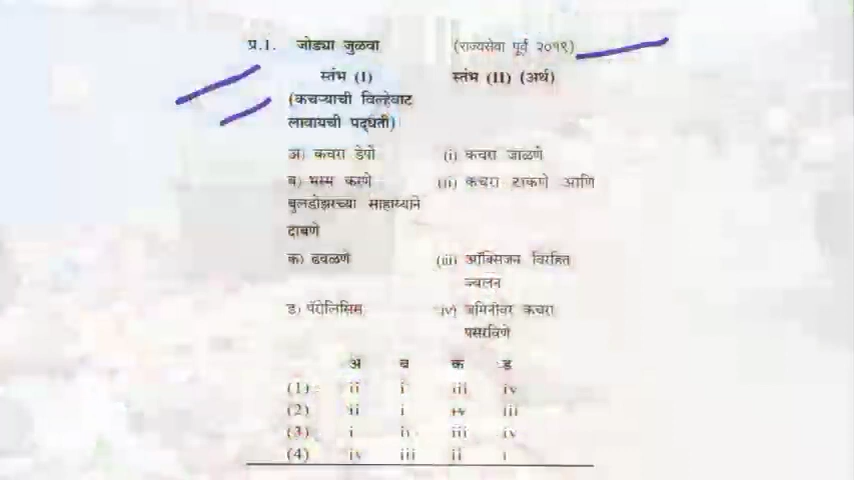 प्र.1. जोड्या जुळवा (राज्यसेवा पूर्व २०१९)
स्तंभ (I) स्तंभ (II) (अर्थ)
(कचऱ्याची विल्हेवाट
लावायची पद्धती)
अ) कचरा डेपो (i) कचरा जाळणे
ब) भस्म करणे (ii) कचरा टाकणे आणि
बुलडोझरच्या साहाय्याने
दाबणे
क) ढवळणे (iii) ऑक्सिजन विरहित
ज्वलन
ड) पॅरोलिसिस (iv) जमिनीवर कचरा
पसरविणे
अ ब क ड
(1) ii i iii iv
(2) ii i iv iii
(3) i ii iii iv
(4) iv iii ii i